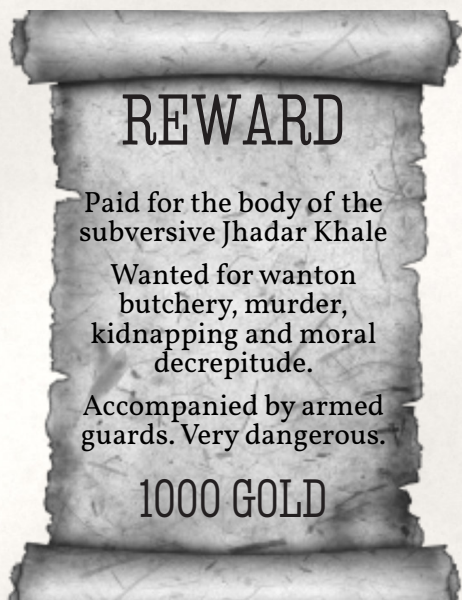 REWARD
Paid for the body of the
subversive Jhadar Khale
Wanted for wanton
butchery, murder,
kidnapping and moral
decrepitude.
Accompanied by armed
guards. Very dangerous.
1000 GOLD